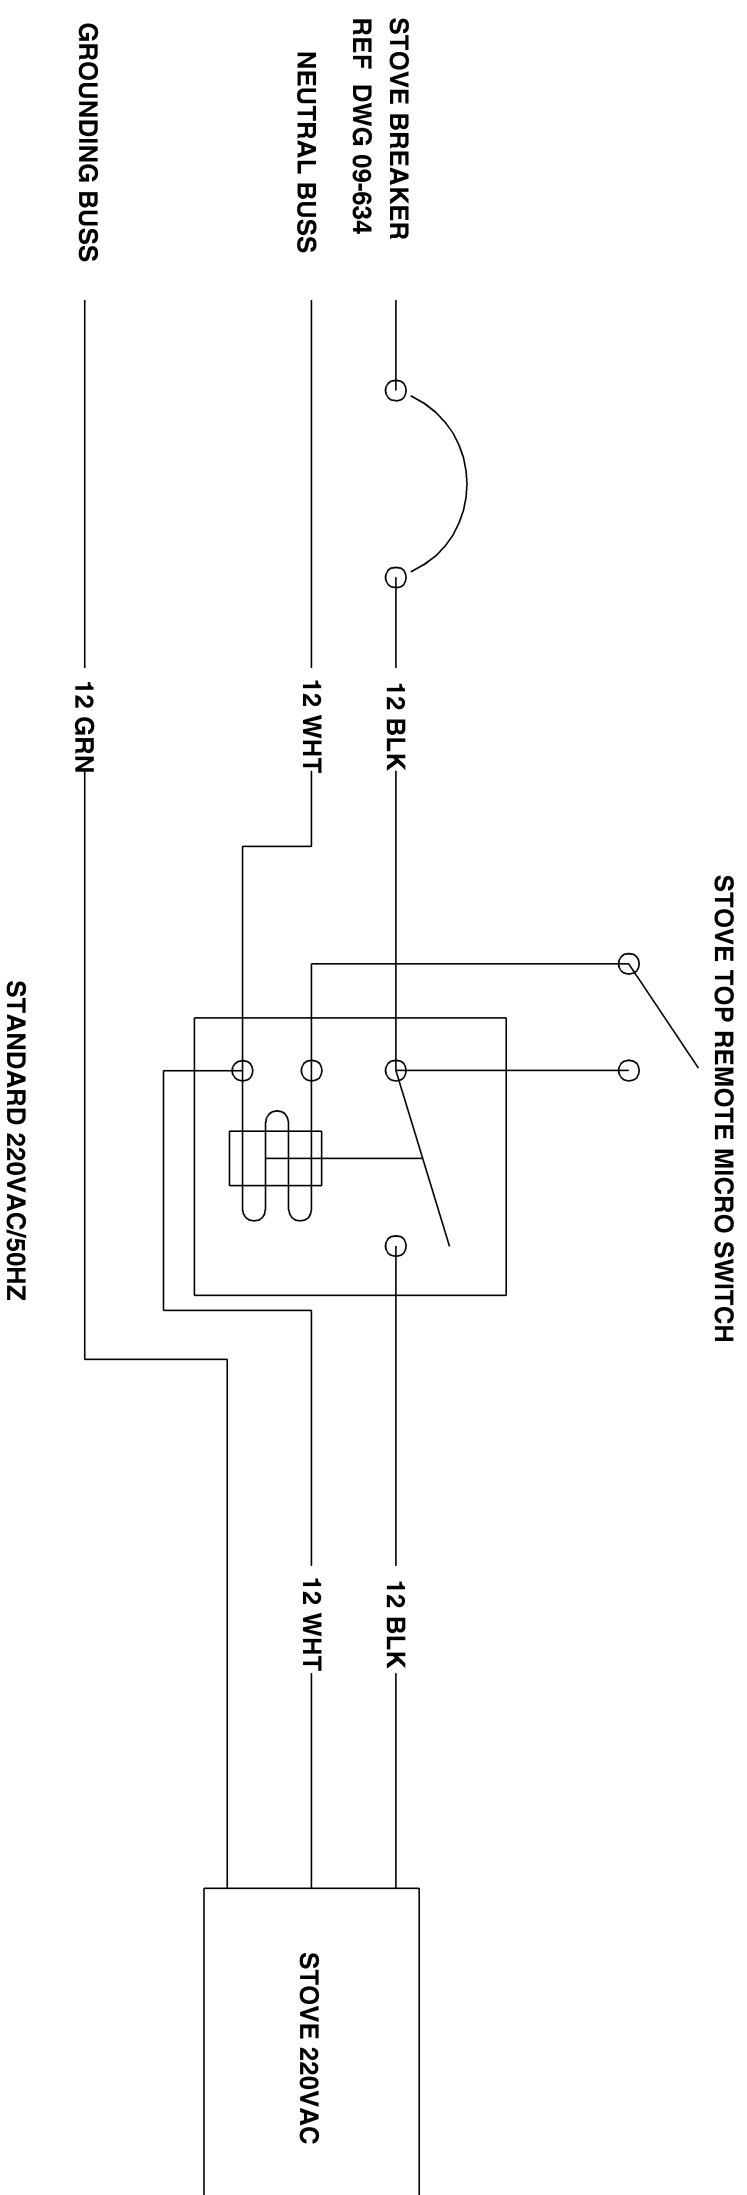 STOVE TOP REMOTE MICRO SWITCH
STOVE BREAKER
REF DWG 09-634
12 BLK
12 BLK
NEUTRAL BUSS
12 WHT
12 WHT
STOVE 220VAC
GROUNDING BUSS
12 GRN
STANDARD 220VAC/50HZ